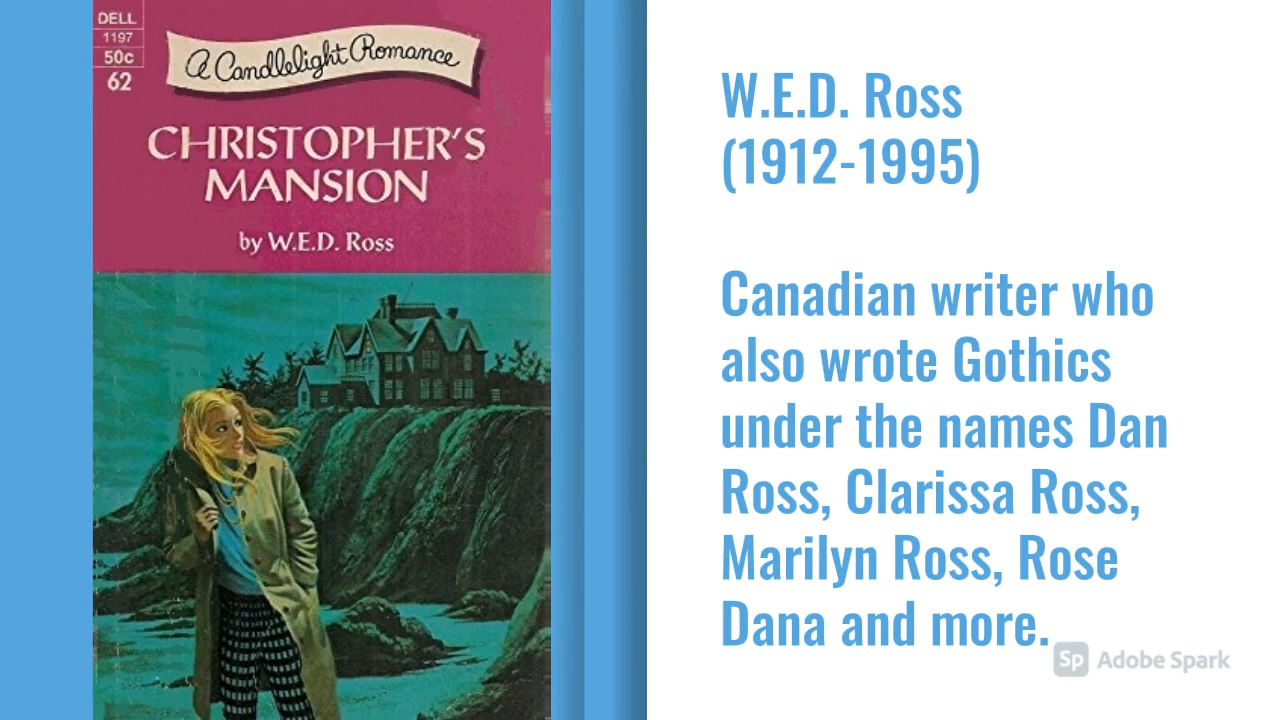 DELL
1197
50c
62
A Candlelight Romance
CHRISTOPHER'S
MANSION
by W.E.D. Ross
W.E.D. Ross
(1912-1995)
Canadian writer who
also wrote Gothics
under the names Dan
Ross, Clarissa Ross,
Marilyn Ross, Rose
Dana and more.
Sp Adobe Spark